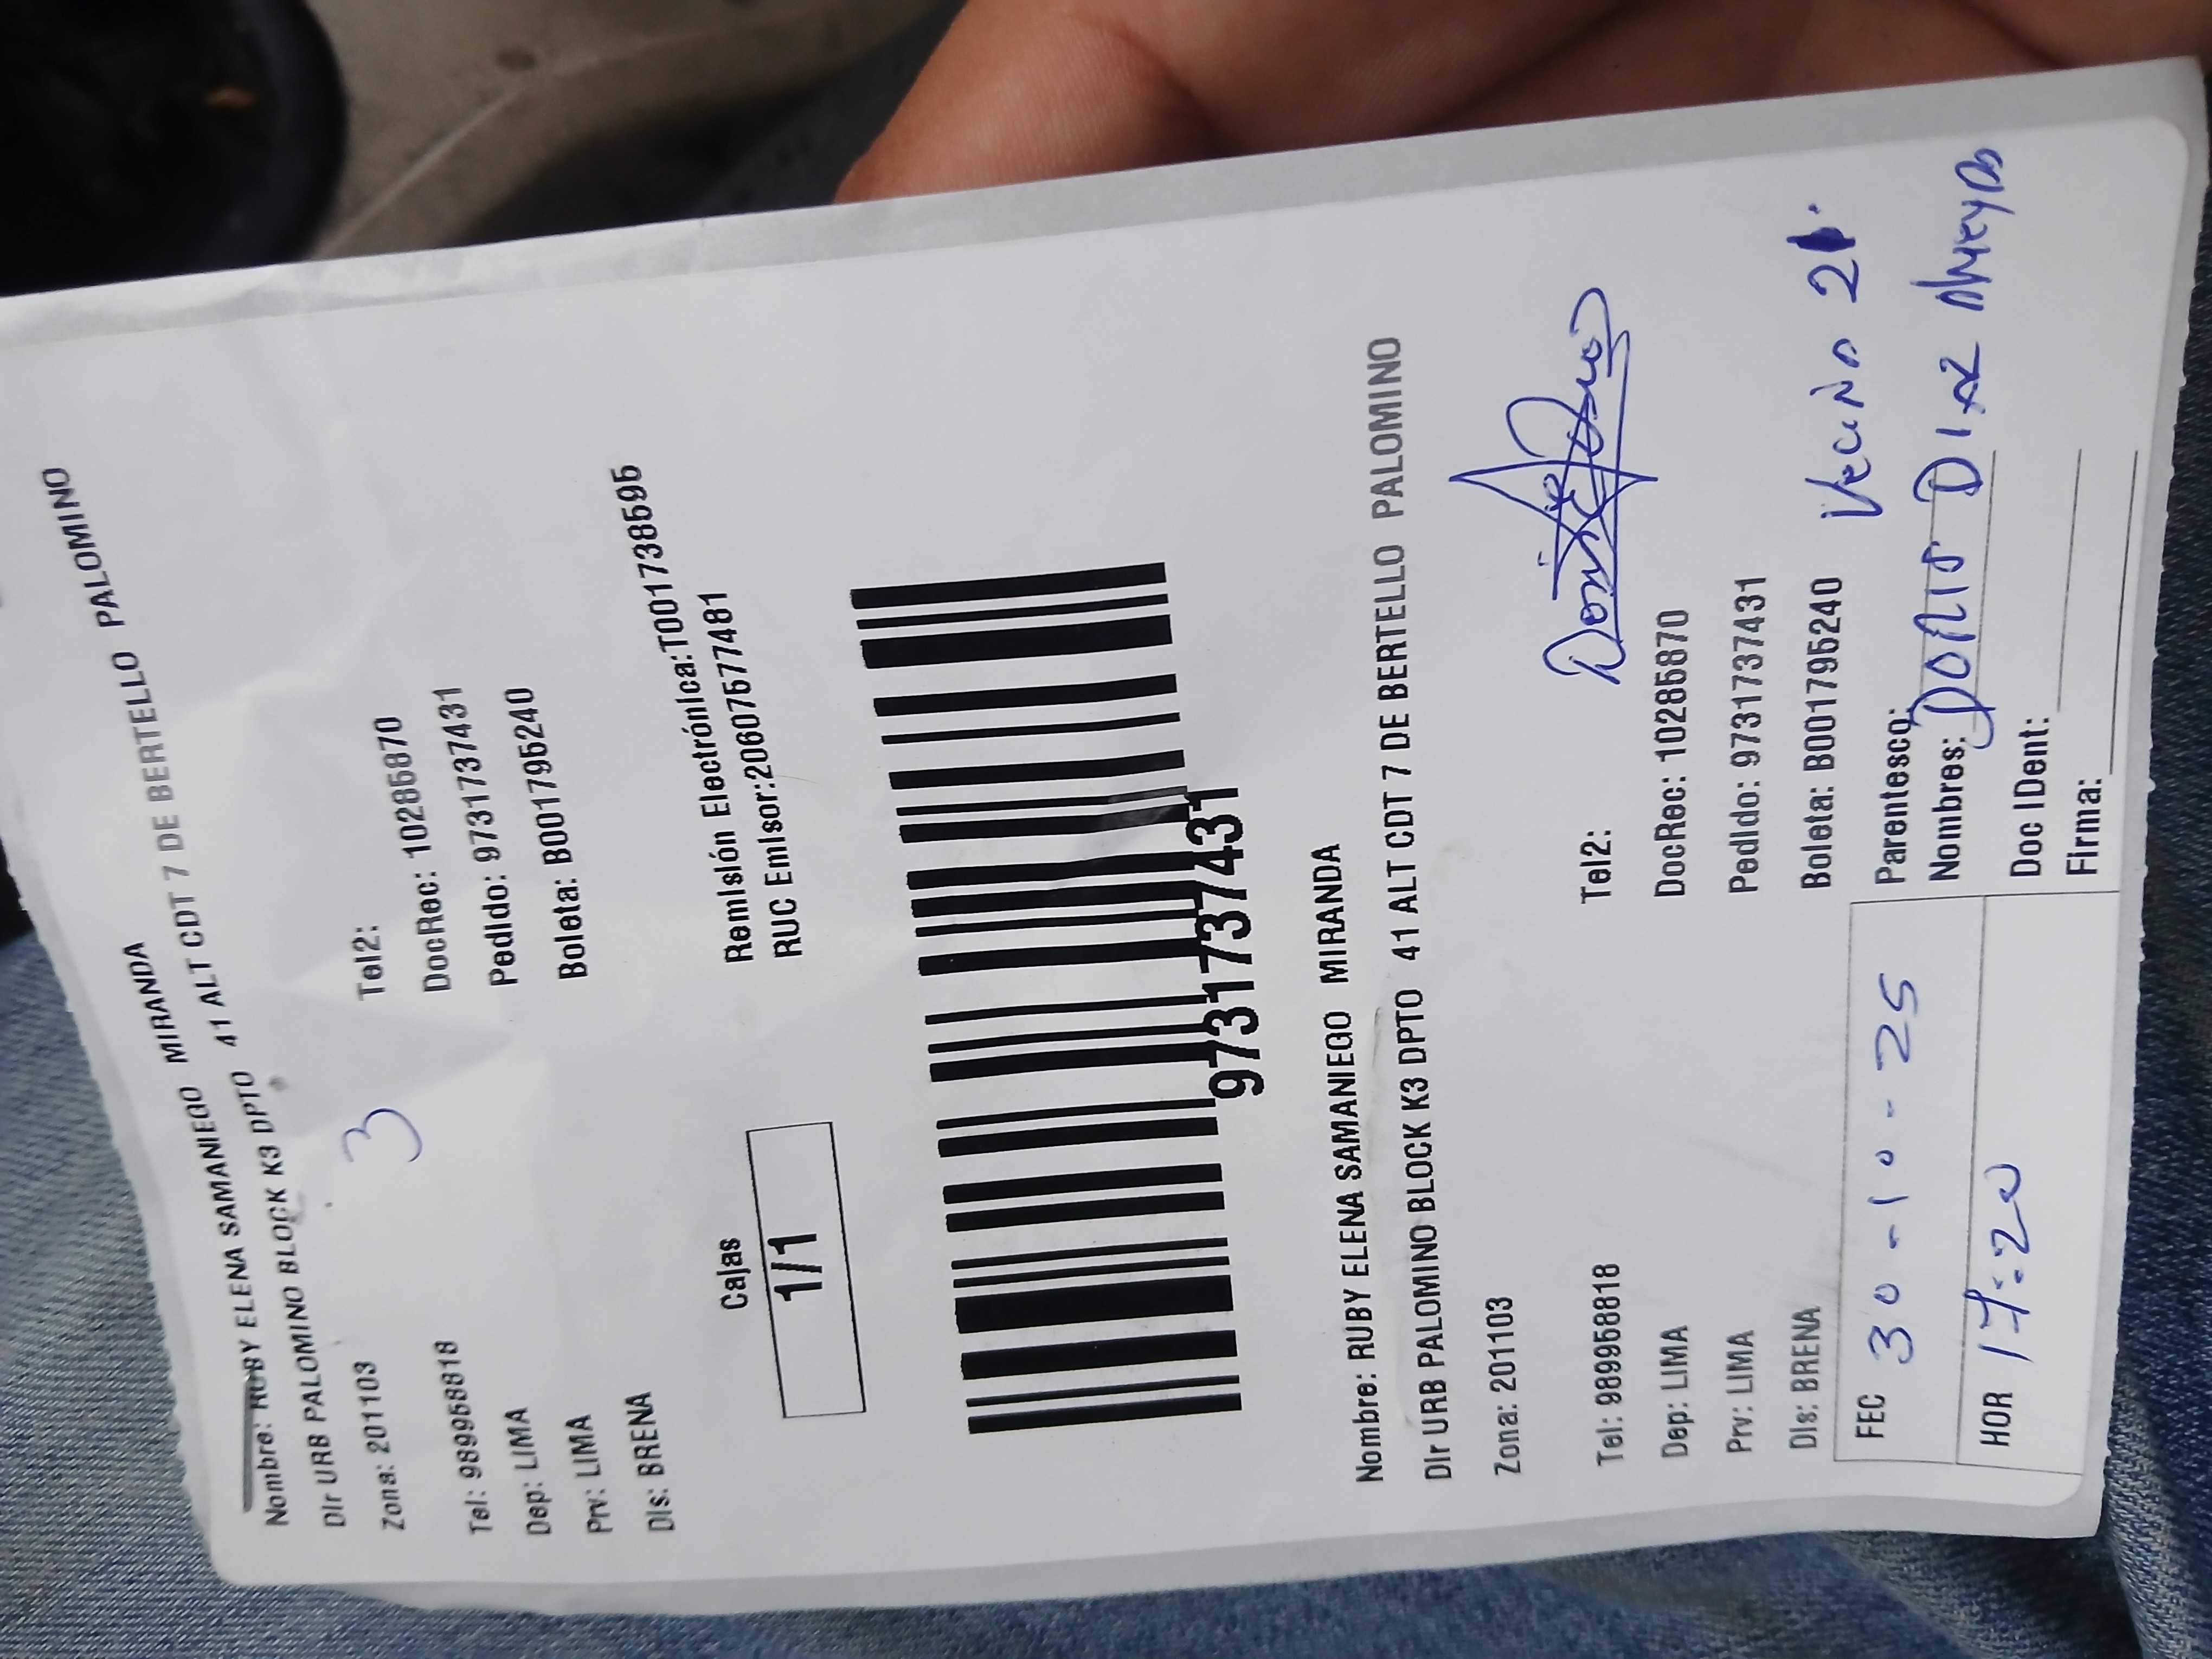 Nombre: RUBY ELENA SAMANIEGO MIRANDA
Dir URB PALOMINO BLOCK K3 DPTO 41 ALT CDT 7 DE BERTELLO PALOMINO
Zona: 201103
3
Tel: 989958818 Tel2:
Dep: LIMA DocRec: 10285870
Prv: LIMA Pedido: 9731737431
Dis: BRENA Boleta: B001795240
Cajas
1/1
Remisión Electrónica:T001738595
RUC Emisor:20607577481
9731737431
Nombre: RUBY ELENA SAMANIEGO MIRANDA
Dir URB PALOMINO BLOCK K3 DPTO 41 ALT CDT 7 DE BERTELLO PALOMINO
Zona: 201103
Tel: 989958818 Tel2:
Dep: LIMA DocRec: 10285870
Prv: LIMA Pedido: 9731737431
Dis: BRENA Boleta: B001795240
FEC 30-10-25
HOR 17:20
Parentesco: Vecino
Nombres: DORIS DIAZ
Doc IDent:
Firma: